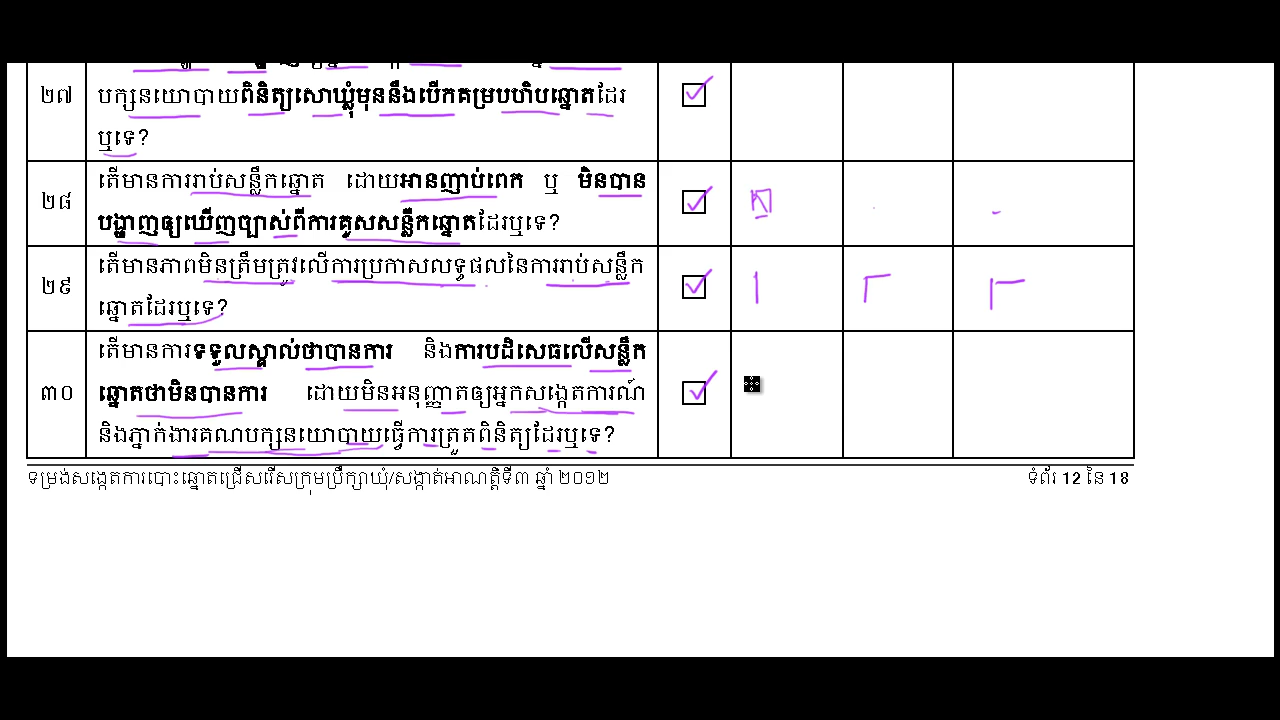 ២៧
បក្សនយោបាយពិនិត្យសោឃ្លុំមុននឹងបើកគម្របហិបឆ្នោតដែរ
ឬទេ?
២៨
តើមានការរាប់សន្លឹកឆ្នោត ដោយអានញាប់ពេក ឬ មិនបាន
បង្ហាញឲ្យឃើញច្បាស់ពីការគូសសន្លឹកឆ្នោតដែរឬទេ?
២៩
តើមានភាពមិនត្រឹមត្រូវលើការប្រកាសលទ្ធផលនៃការរាប់សន្លឹក
ឆ្នោតដែរឬទេ?
៣០
តើមានការទទួលស្គាល់ថាបានការ និងការបដិសេធលើសន្លឹក
ឆ្នោតថាមិនបានការ ដោយមិនអនុញ្ញាតឲ្យអ្នកសង្កេតការណ៍
និងភ្នាក់ងារគណបក្សនយោបាយធ្វើការត្រួតពិនិត្យដែរឬទេ?
ទម្រង់សង្កេតការបោះឆ្នោតជ្រើសរើសក្រុមប្រឹក្សាឃុំ/សង្កាត់អាណត្តិទី៣ ឆ្នាំ ២០១២
ទំព័រ 12 នៃ 18